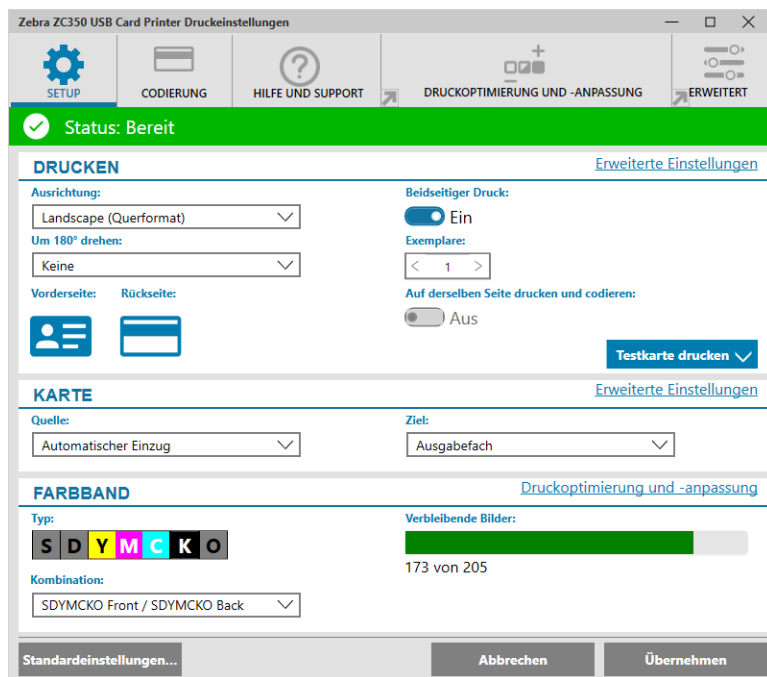 Zebra ZC350 USB Card Printer Druckeinstellungen
SETUP
CODIERUNG
HILFE UND SUPPORT
DRUCKOPTIMIERUNG UND -ANPASSUNG
ERWEITERT
Status: Bereit
DRUCKEN
Erweiterte Einstellungen
Ausrichtung:
Landscape (Querformat)
Um 180° drehen:
Keine
Vorderseite: Rückseite:
Beidseitiger Druck:
Ein
Exemplare:
< 1 >
Auf derselben Seite drucken und codieren:
Aus
Testkarte drucken
KARTE
Erweiterte Einstellungen
Quelle:
Automatischer Einzug
Ziel:
Ausgabefach
FARBBAND
Druckoptimierung und -anpassung
Typ:
S D Y M C K O
Kombination:
SDYMCKO Front / SDYMCKO Back
Verbleibende Bilder:
173 von 205
Standardeinstellungen...
Abbrechen
Übernehmen